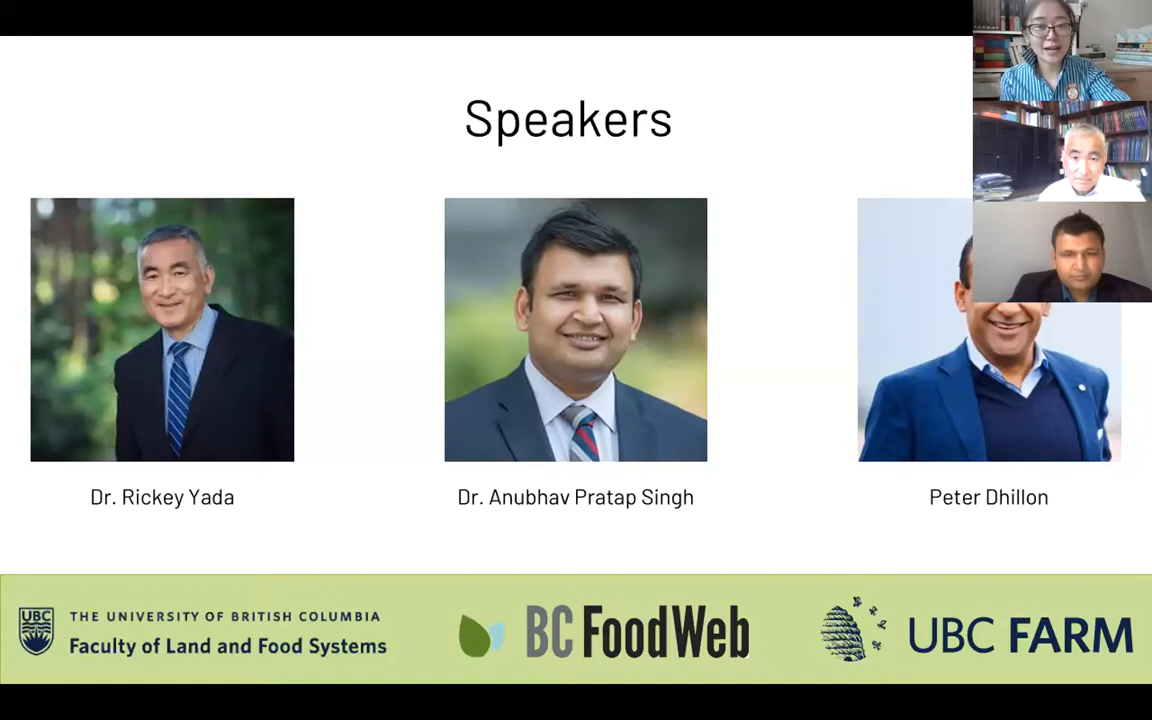 Speakers
Dr. Rickey Yada
Dr. Anubhav Pratap Singh
Peter Dhillon
UBC
THE UNIVERSITY OF BRITISH COLUMBIA
Faculty of Land and Food Systems
BC FoodWeb
UBC FARM